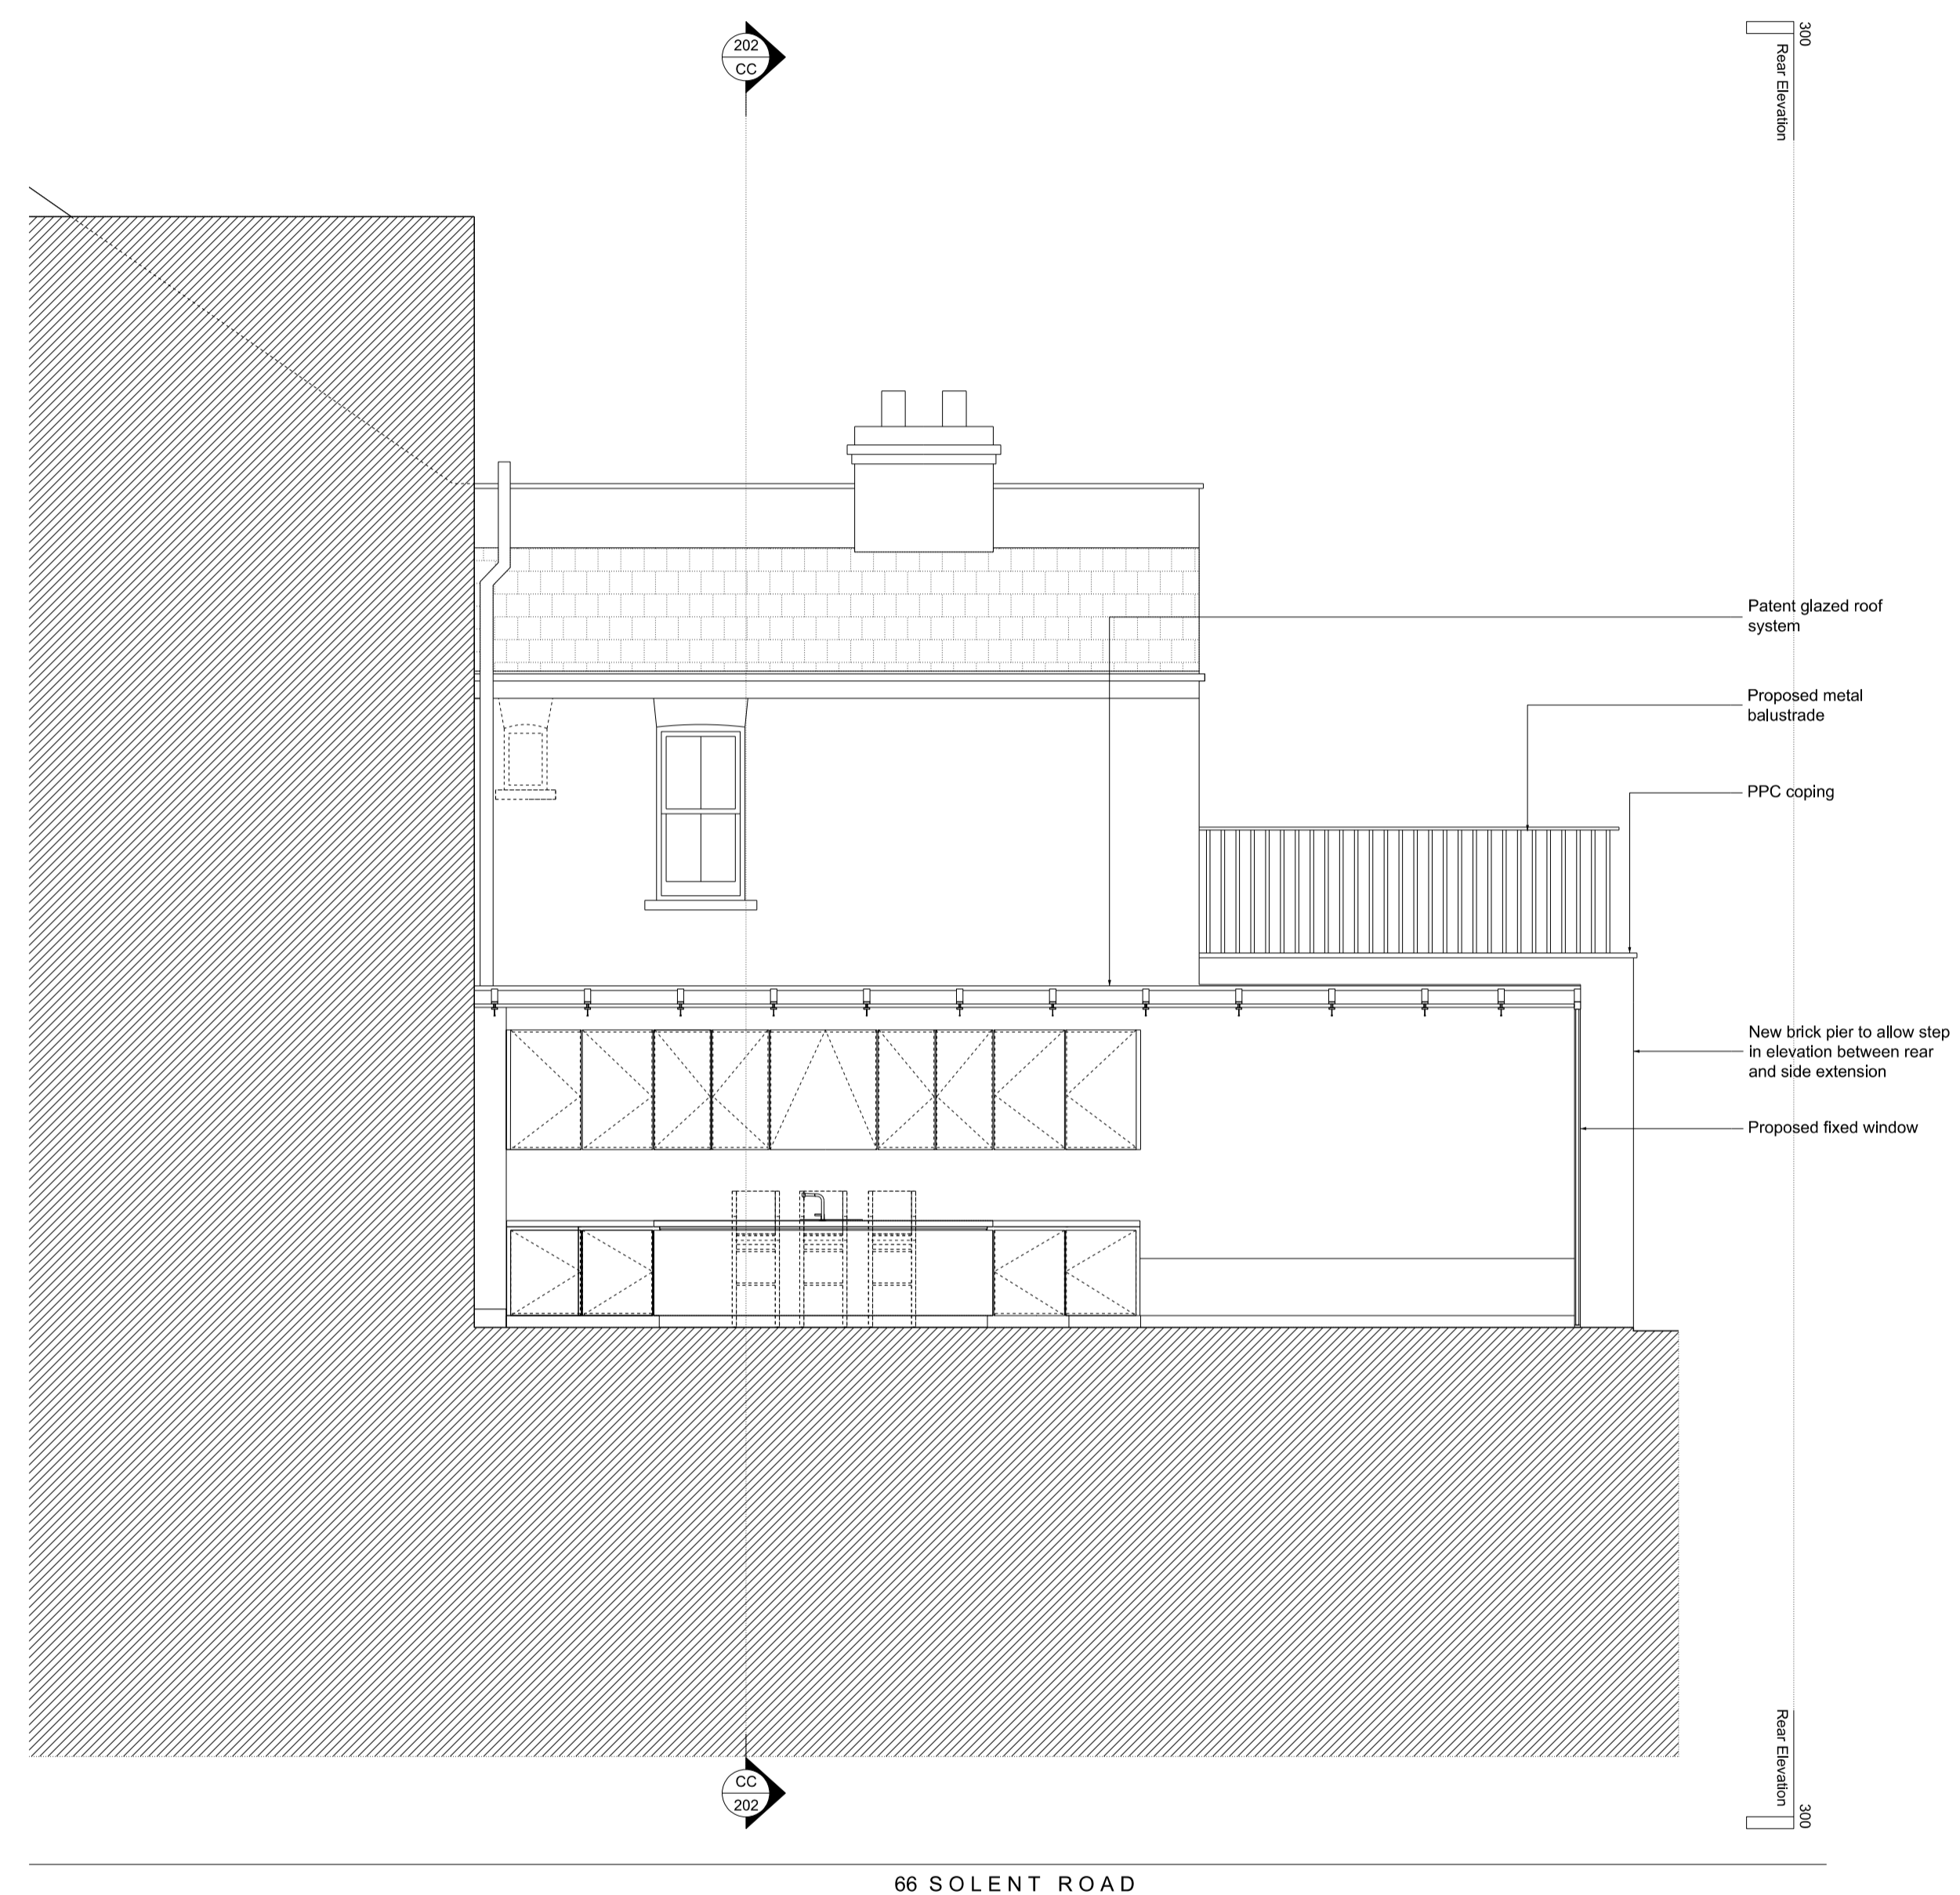 202
CC
300
Rear Elevation
Patent glazed roof
system
Proposed metal
balustrade
PPC coping
New brick pier to allow step
in elevation between rear
and side extension
Proposed fixed window
Rear Elevation
300
CC
202
66 SOLENT ROAD